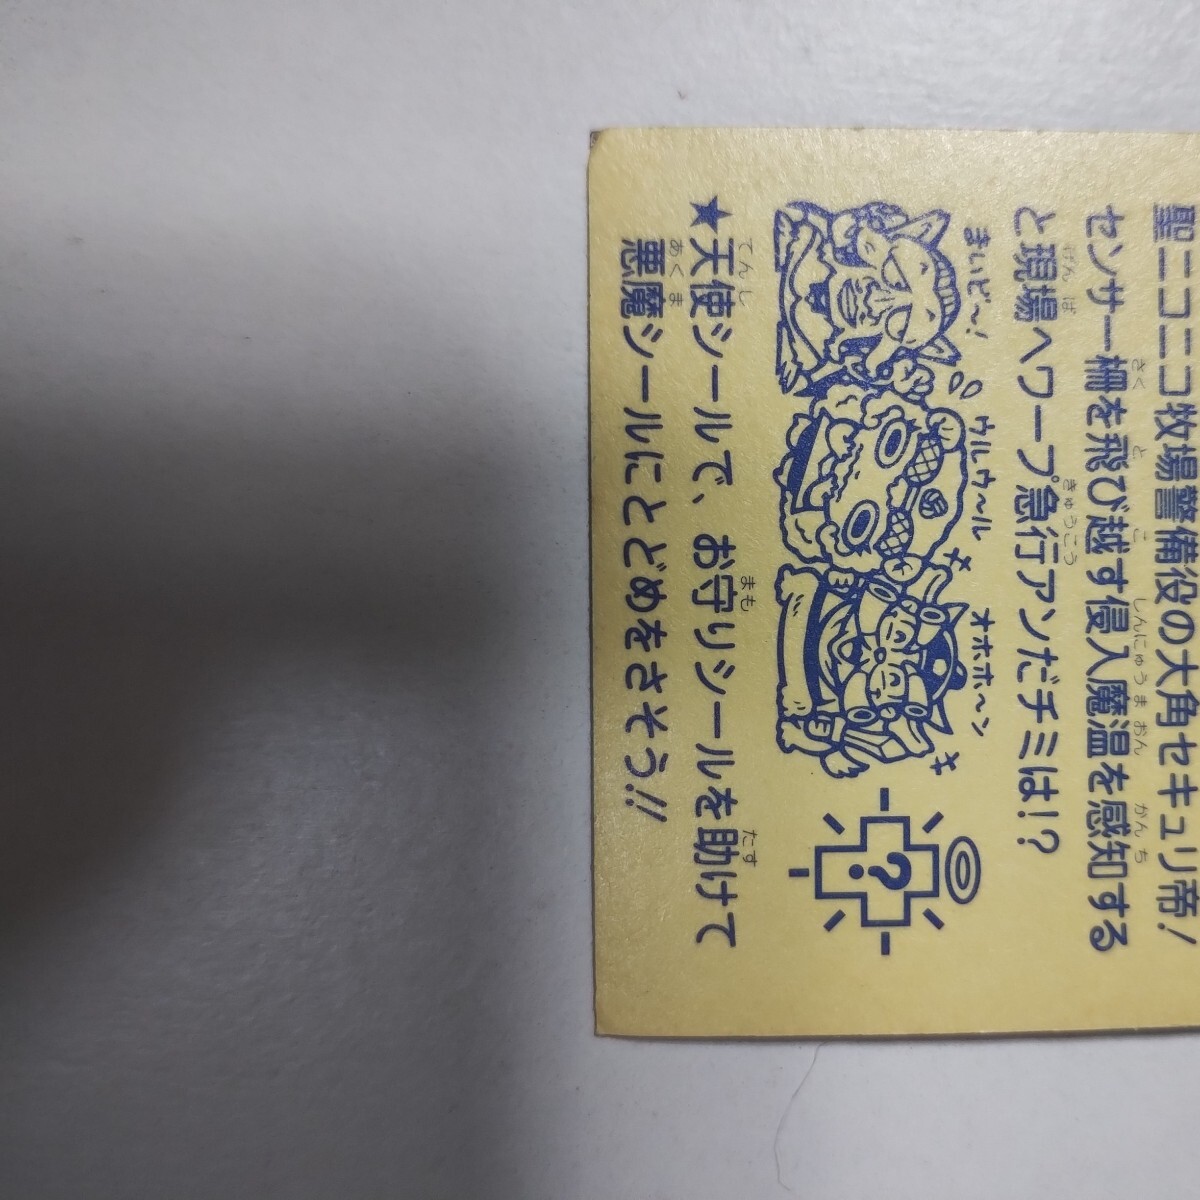 聖ニコニコ牧場警備役の大角セキュリ帝!
センサー柵を飛び越す侵入魔温を感知する
と現場へワープ急行アンだチミは!?
まいど〜!
ウルウ〜ル
オホホ〜ン
?
★天使シールで、お守りシールを助けて
悪魔シールにとどめをさそう!!